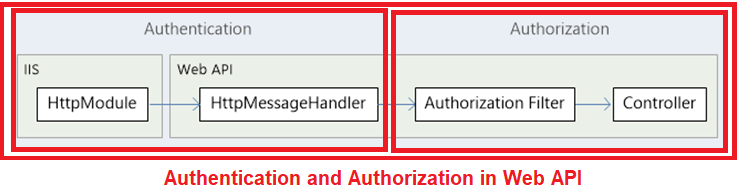 Authentication
Authorization
IIS
Web API
HttpModule
HttpMessageHandler
Authorization Filter
Controller
Authentication and Authorization in Web API